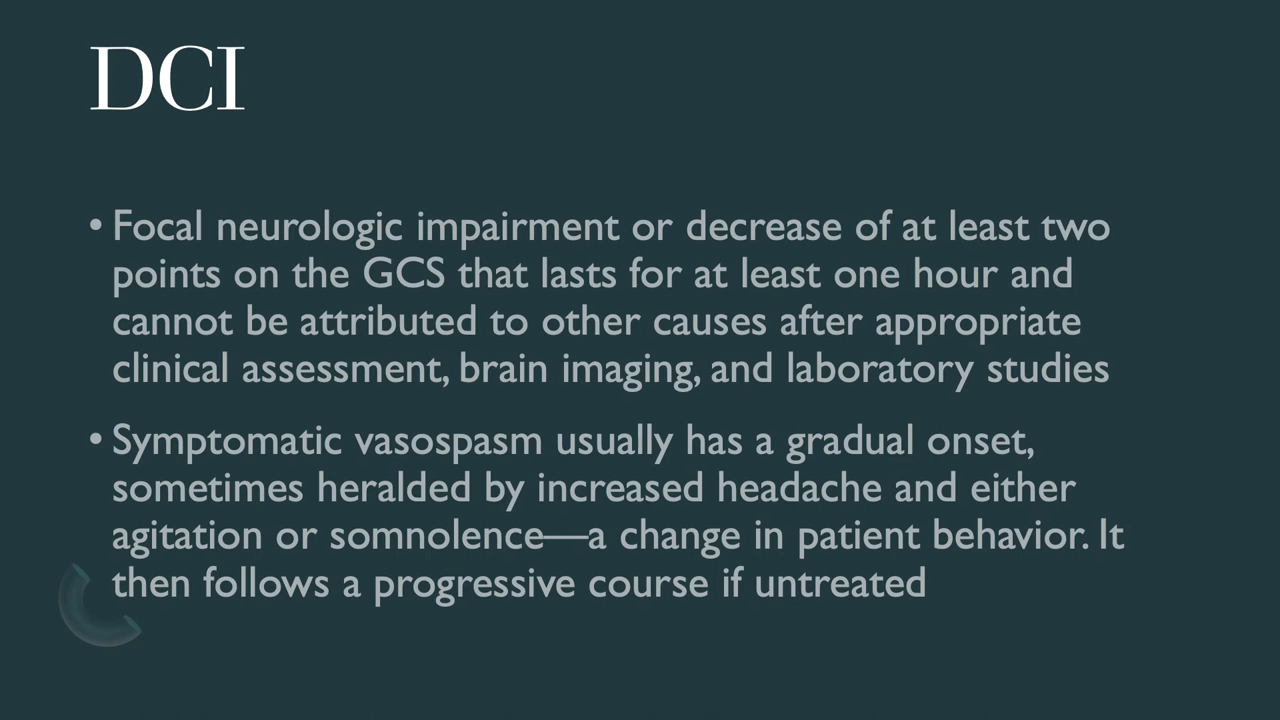 DCI
• Focal neurologic impairment or decrease of at least two
points on the GCS that lasts for at least one hour and
cannot be attributed to other causes after appropriate
clinical assessment, brain imaging, and laboratory studies
• Symptomatic vasospasm usually has a gradual onset,
sometimes heralded by increased headache and either
agitation or somnolence—a change in patient behavior. It
then follows a progressive course if untreated